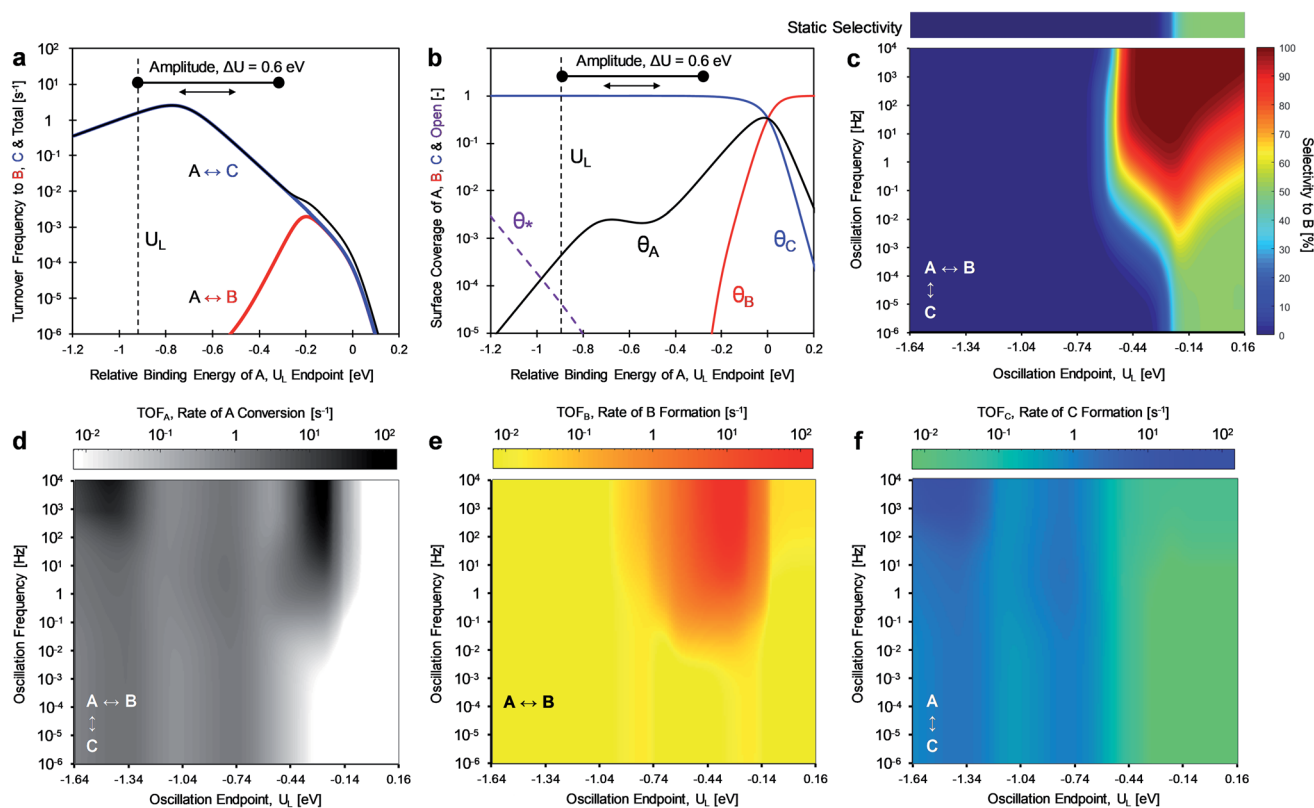 Static Selectivity
a
Amplitude, ΔU = 0.6 eV
10²
10¹
1
10⁻¹
10⁻²
10⁻³
10⁻⁴
10⁻⁵
10⁻⁶
Turnover Frequency to B, C & Total [s⁻¹]
A ↔ C
U_L
A ↔ B
-1.2 -1 -0.8 -0.6 -0.4 -0.2 0 0.2
Relative Binding Energy of A, U_L Endpoint [eV]
b
Amplitude, ΔU = 0.6 eV
1
10⁻¹
10⁻²
10⁻³
10⁻⁴
10⁻⁵
Surface Coverage of A, B, C & Open [-]
U_L
θ*
θ_A
θ_C
θ_B
-1.2 -1 -0.8 -0.6 -0.4 -0.2 0 0.2
Relative Binding Energy of A, U_L Endpoint [eV]
c
10⁴
10³
10²
10¹
1
10⁻¹
10⁻²
10⁻³
10⁻⁴
10⁻⁵
10⁻⁶
Oscillation Frequency [Hz]
A ↔ B
↕
C
-1.64 -1.34 -1.04 -0.74 -0.44 -0.14 0.16
Oscillation Endpoint, U_L [eV]
100
90
80
70
60
50
40
30
20
10
0
Selectivity to B [%]
d
TOF_A, Rate of A Conversion [s⁻¹]
10⁻² 10⁻¹ 1 10¹ 10²
10⁴
10³
10²
10¹
1
10⁻¹
10⁻²
10⁻³
10⁻⁴
10⁻⁵
10⁻⁶
Oscillation Frequency [Hz]
A ↔ B
↕
C
-1.64 -1.34 -1.04 -0.74 -0.44 -0.14 0.16
Oscillation Endpoint, U_L [eV]
e
TOF_B, Rate of B Formation [s⁻¹]
10⁻² 10⁻¹ 1 10¹ 10²
10⁴
10³
10²
10¹
1
10⁻¹
10⁻²
10⁻³
10⁻⁴
10⁻⁵
10⁻⁶
Oscillation Frequency [Hz]
A ↔ B
-1.64 -1.34 -1.04 -0.74 -0.44 -0.14 0.16
Oscillation Endpoint, U_L [eV]
f
TOF_C, Rate of C Formation [s⁻¹]
10⁻² 10⁻¹ 1 10¹ 10²
10⁴
10³
10²
10¹
1
10⁻¹
10⁻²
10⁻³
10⁻⁴
10⁻⁵
10⁻⁶
Oscillation Frequency [Hz]
A
↕
C
-1.64 -1.34 -1.04 -0.74 -0.44 -0.14 0.16
Oscillation Endpoint, U_L [eV]